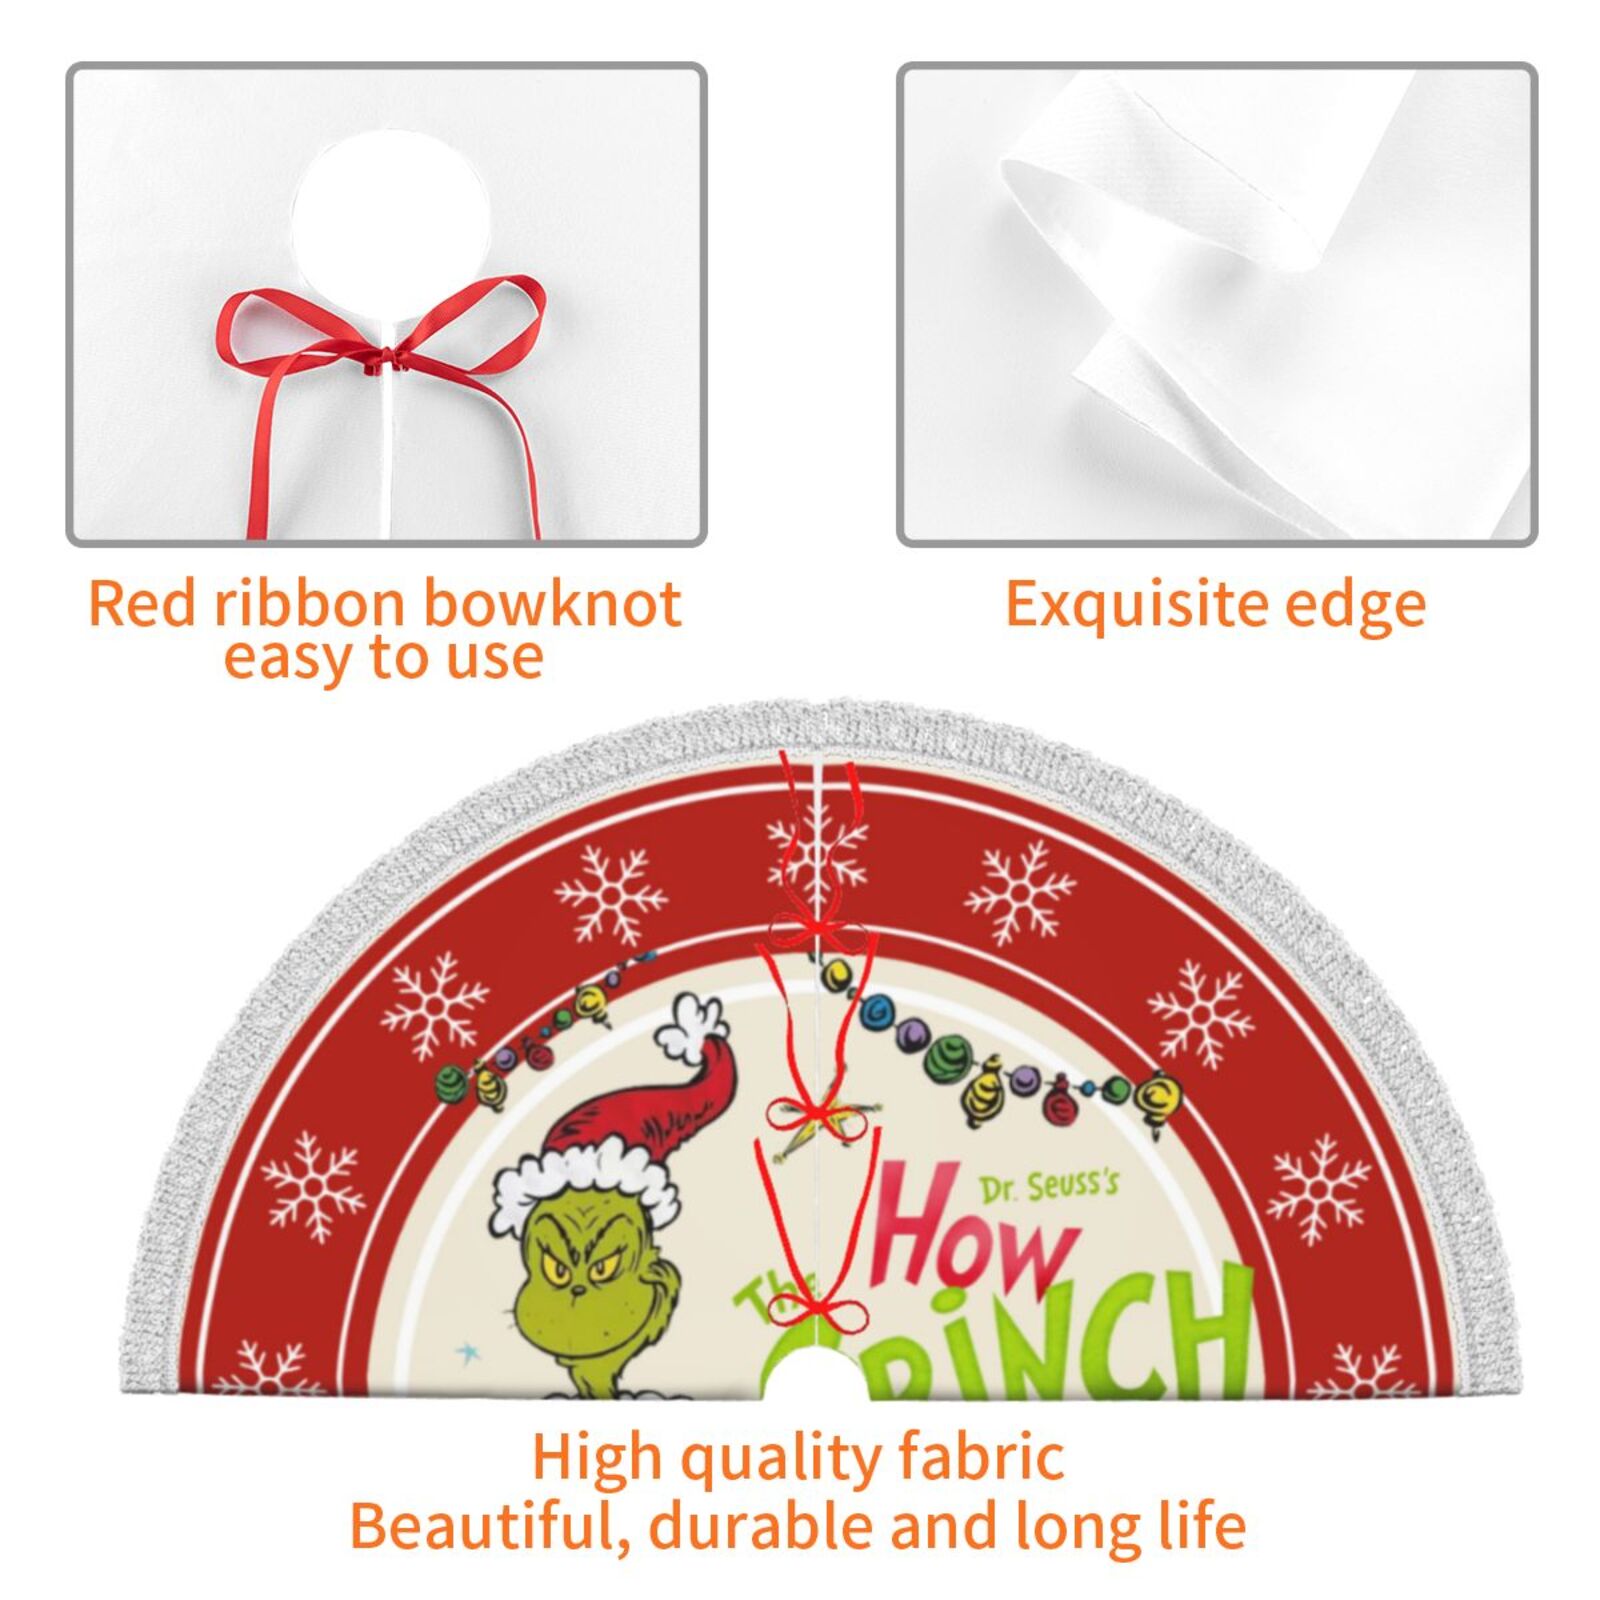 Red ribbon bowknot
easy to use
Exquisite edge
Dr. Seuss's
How
The
GRiNCH
High quality fabric
Beautiful, durable and long life